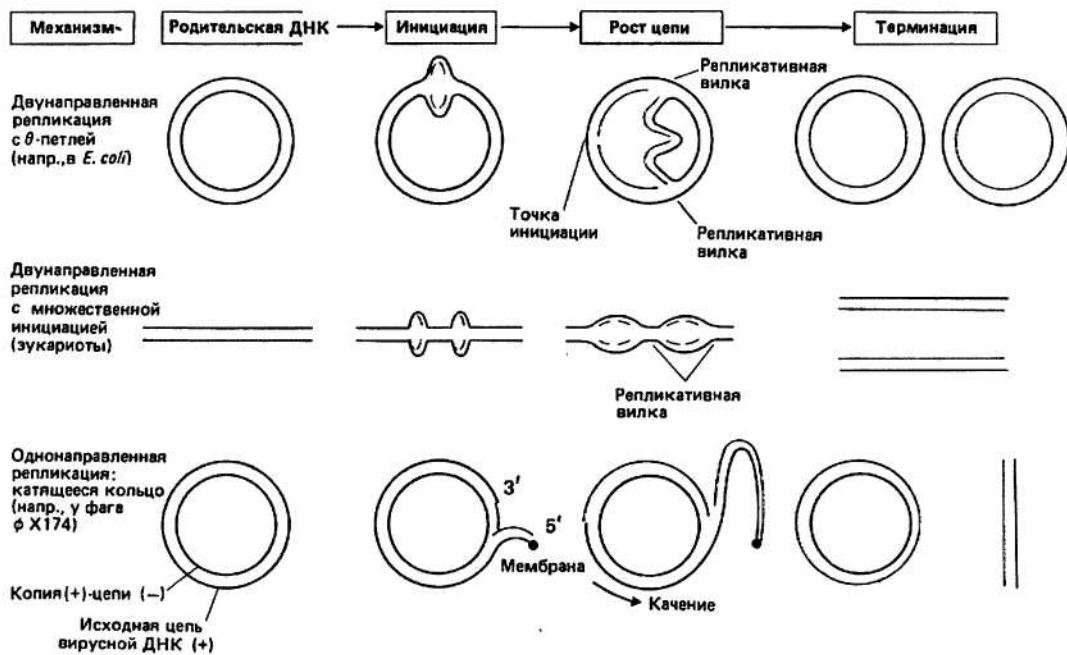 Механизм-
Родительская ДНК
Инициация
Рост цепи
Терминация
Двунаправленная
репликация
с θ-петлей
(напр.,в E. coli)
Репликативная
вилка
Точка
инициации
Репликативная
вилка
Двунаправленная
репликация
с множественной
инициацией
(зукариоты)
Репликативная
вилка
Однонаправленная
репликация:
катящееся кольцо
(напр., у фага
ϕ X174)
3′
5′
Мембрана
Качение
Копия(+)-цепи (—)
Исходная цепь
вирусной ДНК (+)